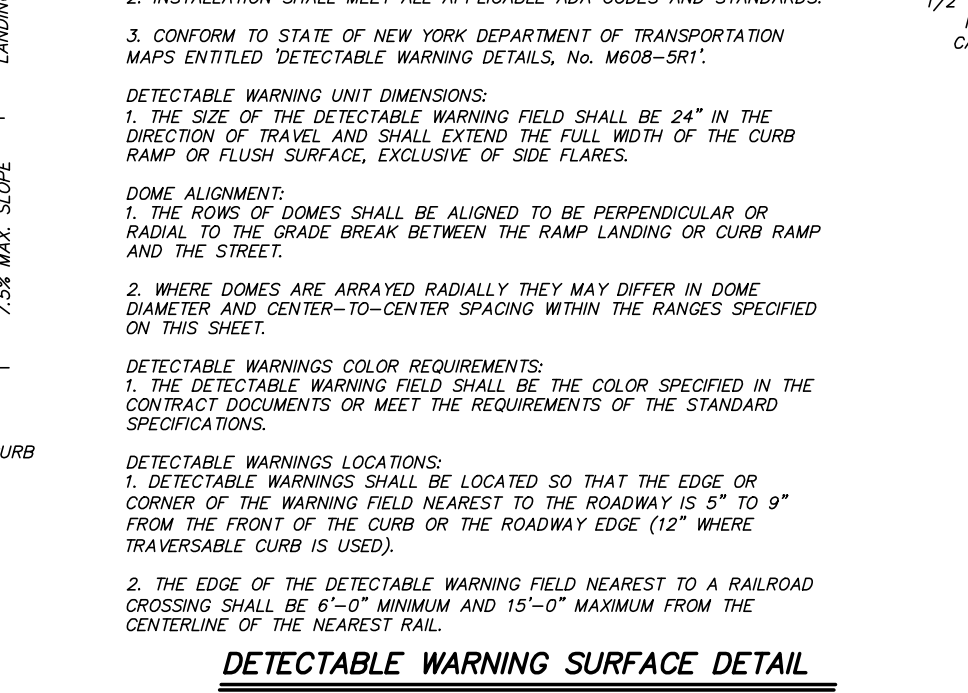 2. INSTALLATION SHALL MEET ALL APPLICABLE ADA CODES AND STANDARDS.
3. CONFORM TO STATE OF NEW YORK DEPARTMENT OF TRANSPORTATION
MAPS ENTITLED 'DETECTABLE WARNING DETAILS, No. M608-5R1'.
DETECTABLE WARNING UNIT DIMENSIONS:
1. THE SIZE OF THE DETECTABLE WARNING FIELD SHALL BE 24" IN THE
DIRECTION OF TRAVEL AND SHALL EXTEND THE FULL WIDTH OF THE CURB
RAMP OR FLUSH SURFACE, EXCLUSIVE OF SIDE FLARES.
DOME ALIGNMENT:
1. THE ROWS OF DOMES SHALL BE ALIGNED TO BE PERPENDICULAR OR
RADIAL TO THE GRADE BREAK BETWEEN THE RAMP LANDING OR CURB RAMP
AND THE STREET.
2. WHERE DOMES ARE ARRAYED RADIALLY THEY MAY DIFFER IN DOME
DIAMETER AND CENTER-TO-CENTER SPACING WITHIN THE RANGES SPECIFIED
ON THIS SHEET.
DETECTABLE WARNINGS COLOR REQUIREMENTS:
1. THE DETECTABLE WARNING FIELD SHALL BE THE COLOR SPECIFIED IN THE
CONTRACT DOCUMENTS OR MEET THE REQUIREMENTS OF THE STANDARD
SPECIFICATIONS.
DETECTABLE WARNINGS LOCATIONS:
1. DETECTABLE WARNINGS SHALL BE LOCATED SO THAT THE EDGE OR
CORNER OF THE WARNING FIELD NEAREST TO THE ROADWAY IS 5" TO 9"
FROM THE FRONT OF THE CURB OR THE ROADWAY EDGE (12" WHERE
TRAVERSABLE CURB IS USED).
2. THE EDGE OF THE DETECTABLE WARNING FIELD NEAREST TO A RAILROAD
CROSSING SHALL BE 6'-0" MINIMUM AND 15'-0" MAXIMUM FROM THE
CENTERLINE OF THE NEAREST RAIL.
DETECTABLE WARNING SURFACE DETAIL
LANDING
7.5% MAX. SLOPE
URB
1/2